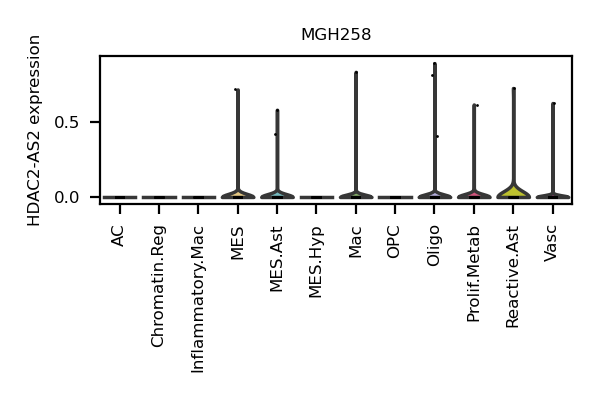 MGH258
HDAC2-AS2 expression
0.5
0.0
AC
Chromatin.Reg
Inflammatory.Mac
MES
MES.Ast
MES.Hyp
Mac
OPC
Oligo
Prolif.Metab
Reactive.Ast
Vasc